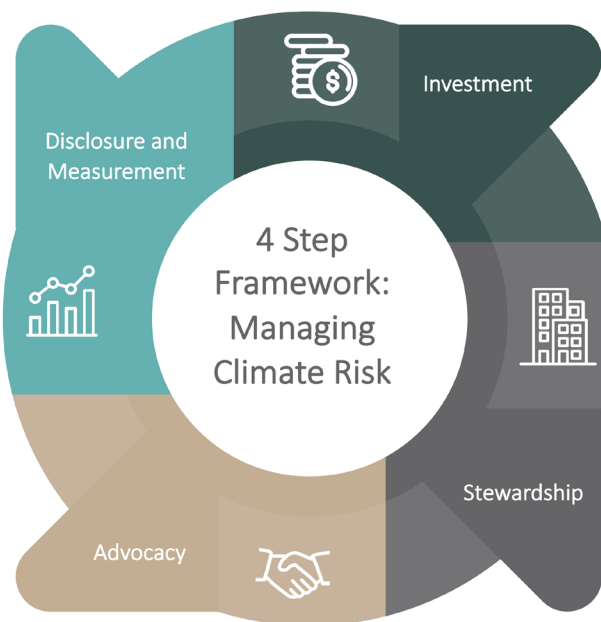 Investment
Disclosure and
Measurement
4 Step
Framework:
Managing
Climate Risk
Stewardship
Advocacy
$